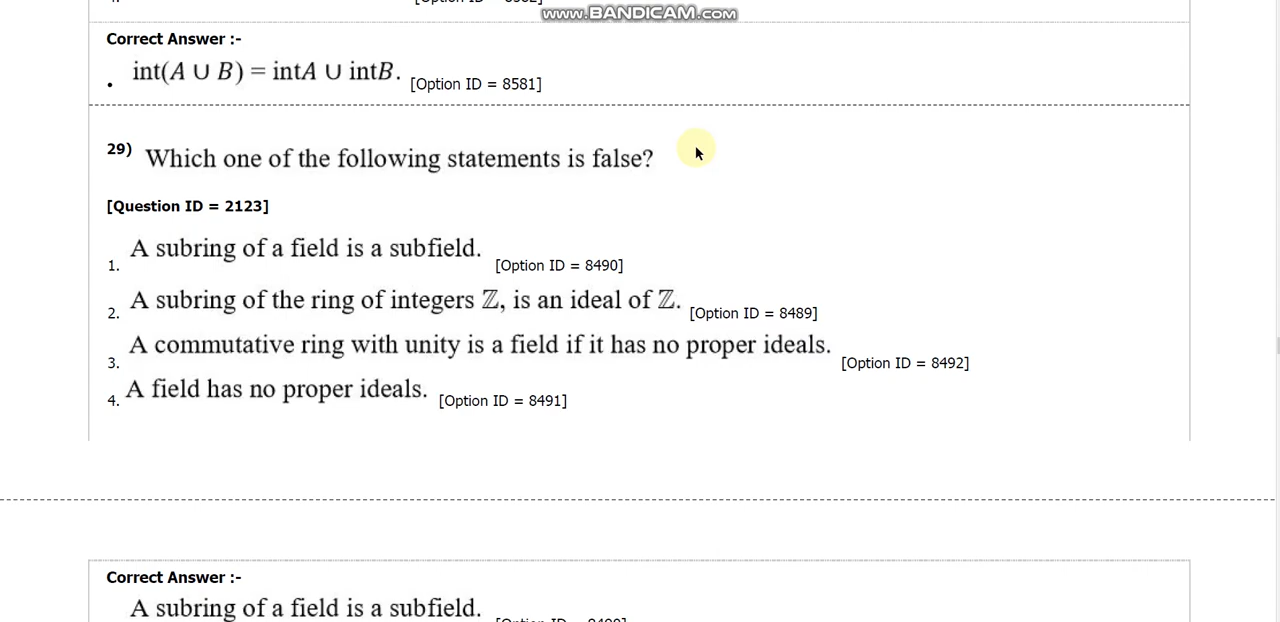 www.BANDICAM.com
Correct Answer :-
• int(A ∪ B) = intA ∪ intB. [Option ID = 8581]
29) Which one of the following statements is false?
[Question ID = 2123]
1. A subring of a field is a subfield. [Option ID = 8490]
2. A subring of the ring of integers ℤ, is an ideal of ℤ. [Option ID = 8489]
3. A commutative ring with unity is a field if it has no proper ideals. [Option ID = 8492]
4. A field has no proper ideals. [Option ID = 8491]
Correct Answer :-
A subring of a field is a subfield.